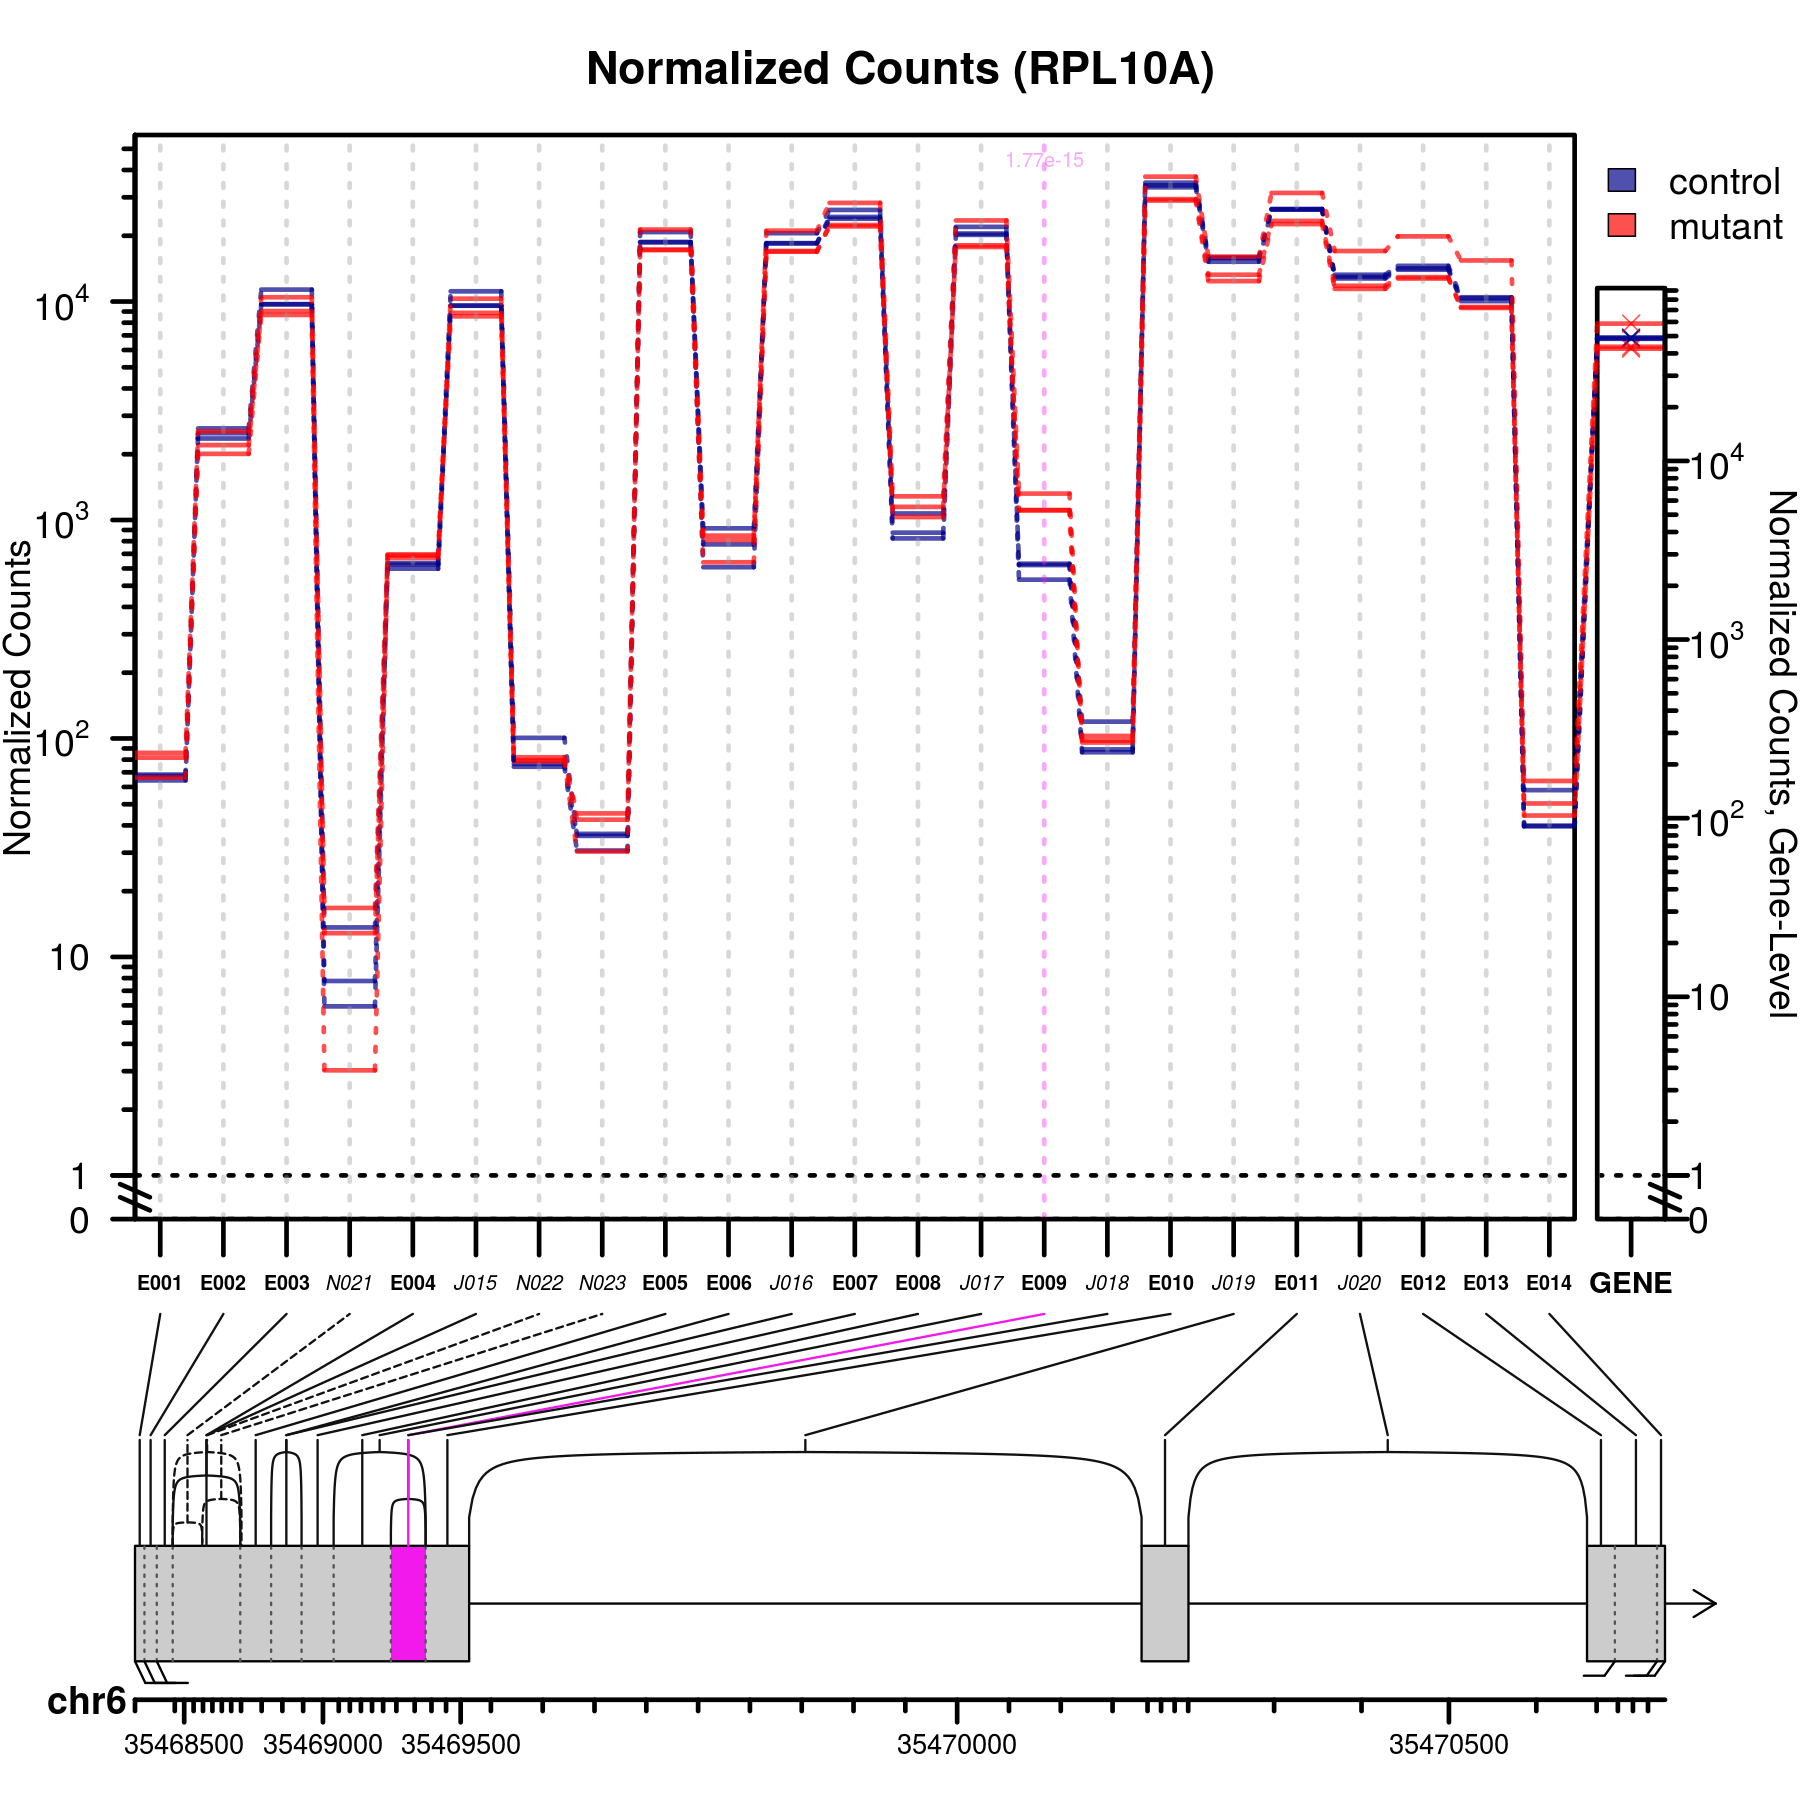 Normalized Counts (RPL10A)
1.77e-15
control
mutant
Normalized Counts
10^4
10^3
10^2
10
1
0
10^4
10^3
10^2
10
1
0
Normalized Counts, Gene-Level
E001 E002 E003 N021 E004 J015 N022 N023 E005 E006 J016 E007 E008 J017 E009 J018 E010 J019 E011 J020 E012 E013 E014 GENE
chr6
35468500 35469000 35469500 35470000 35470500